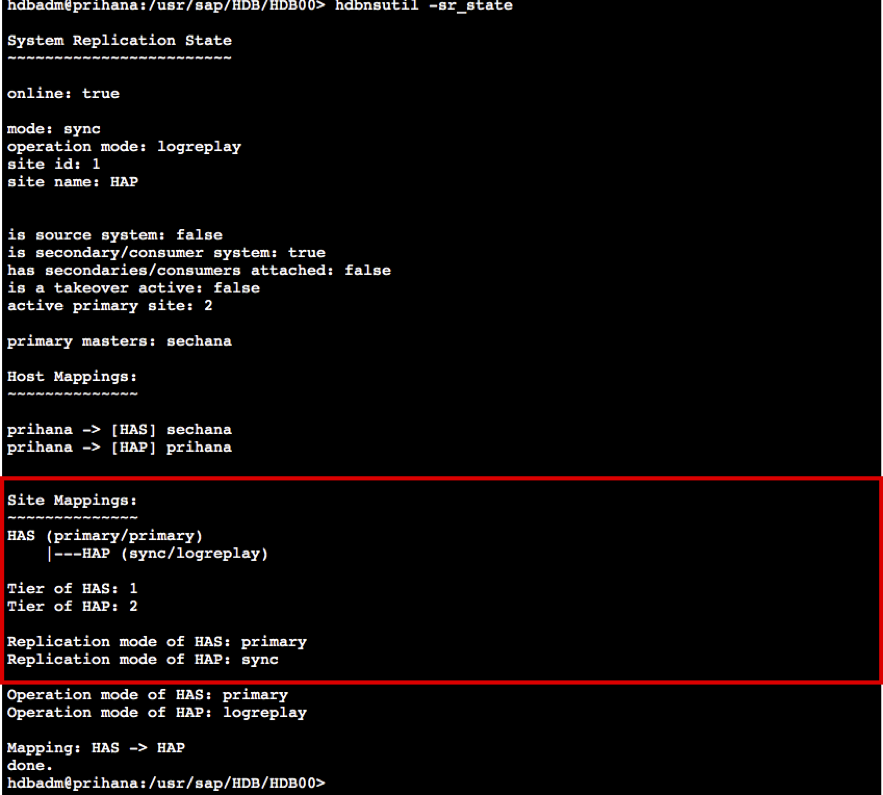 hdbadm@prihana:/usr/sap/HDB/HDB00> hdbnsutil -sr_state
System Replication State
~~~~~~~~~~~~~~~~~~~~~~~~
online: true
mode: sync
operation mode: logreplay
site id: 1
site name: HAP
is source system: false
is secondary/consumer system: true
has secondaries/consumers attached: false
is a takeover active: false
active primary site: 2
primary masters: sechana
Host Mappings:
~~~~~~~~~~~~~~
prihana -> [HAS] sechana
prihana -> [HAP] prihana
Site Mappings:
~~~~~~~~~~~~~~
HAS (primary/primary)
    |---HAP (sync/logreplay)
Tier of HAS: 1
Tier of HAP: 2
Replication mode of HAS: primary
Replication mode of HAP: sync
Operation mode of HAS: primary
Operation mode of HAP: logreplay
Mapping: HAS -> HAP
done.
hdbadm@prihana:/usr/sap/HDB/HDB00>